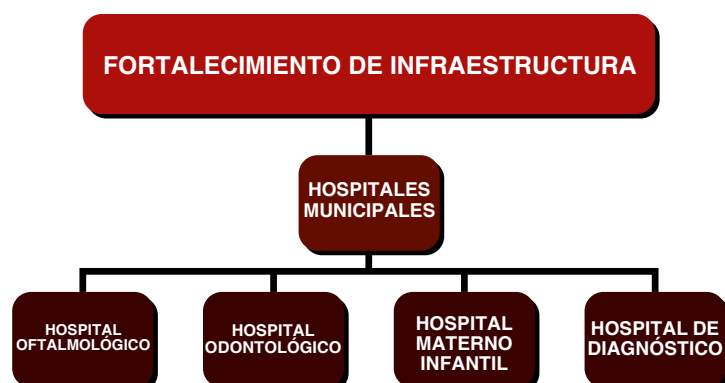 FORTALECIMIENTO DE INFRAESTRUCTURA
HOSPITALES
MUNICIPALES
HOSPITAL
OFTALMOLÓGICO
HOSPITAL
ODONTOLÓGICO
HOSPITAL
MATERNO
INFANTIL
HOSPITAL DE
DIAGNÓSTICO